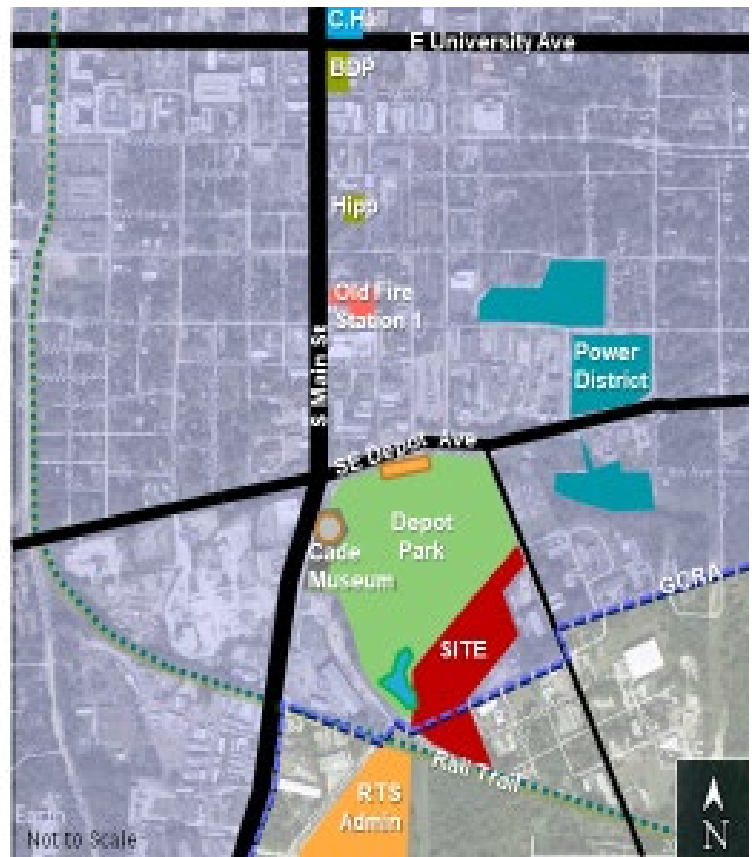 C.Hall
E University Ave
BDP
Hipp
Old Fire
Station 1
S Main St
Power
District
SE Depot Ave
Depot
Park
Cade
Museum
GCRA
SITE
Rail Trail
RTS
Admin
Not to Scale
N